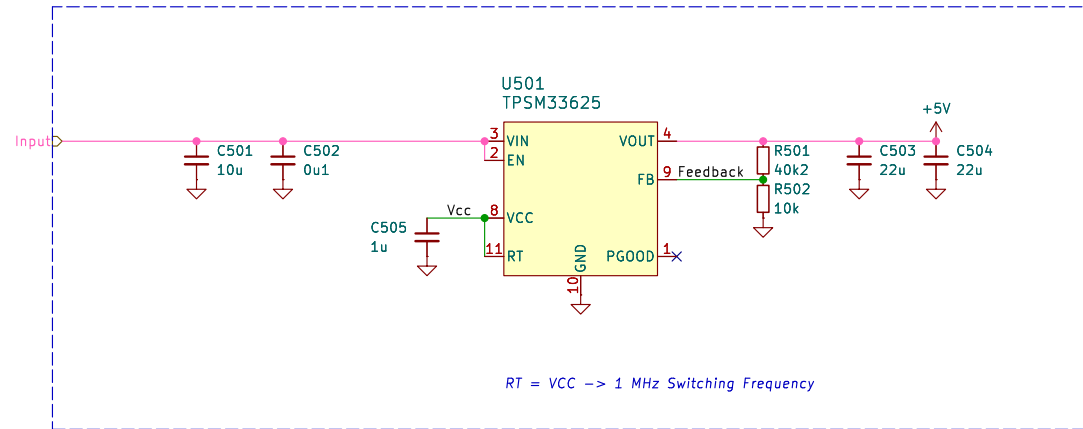 U501
TPSM33625
+5V
Input
3
VIN
VOUT
4
C501
10u
C502
0u1
2
EN
R501
40k2
C503
22u
C504
22u
FB
9
Feedback
R502
10k
Vcc
8
VCC
C505
1u
11
RT
GND
10
PGOOD
1
RT = VCC -> 1 MHz Switching Frequency